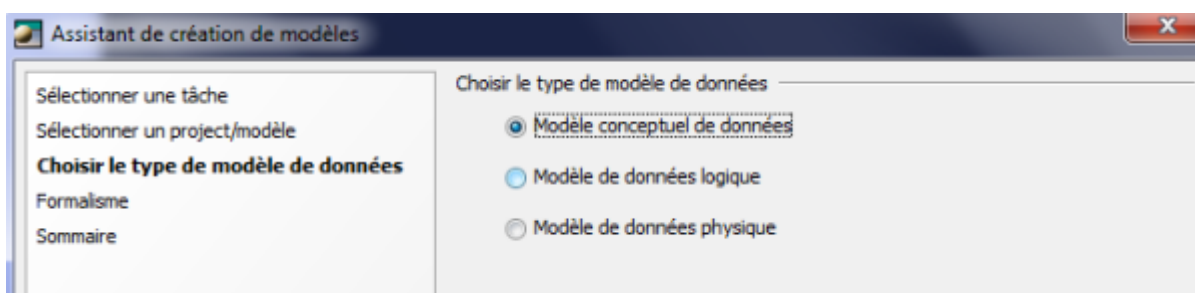 Assistant de création de modèles
Sélectionner une tâche
Sélectionner un project/modèle
Choisir le type de modèle de données
Formalisme
Sommaire
Choisir le type de modèle de données
Modèle conceptuel de données
Modèle de données logique
Modèle de données physique